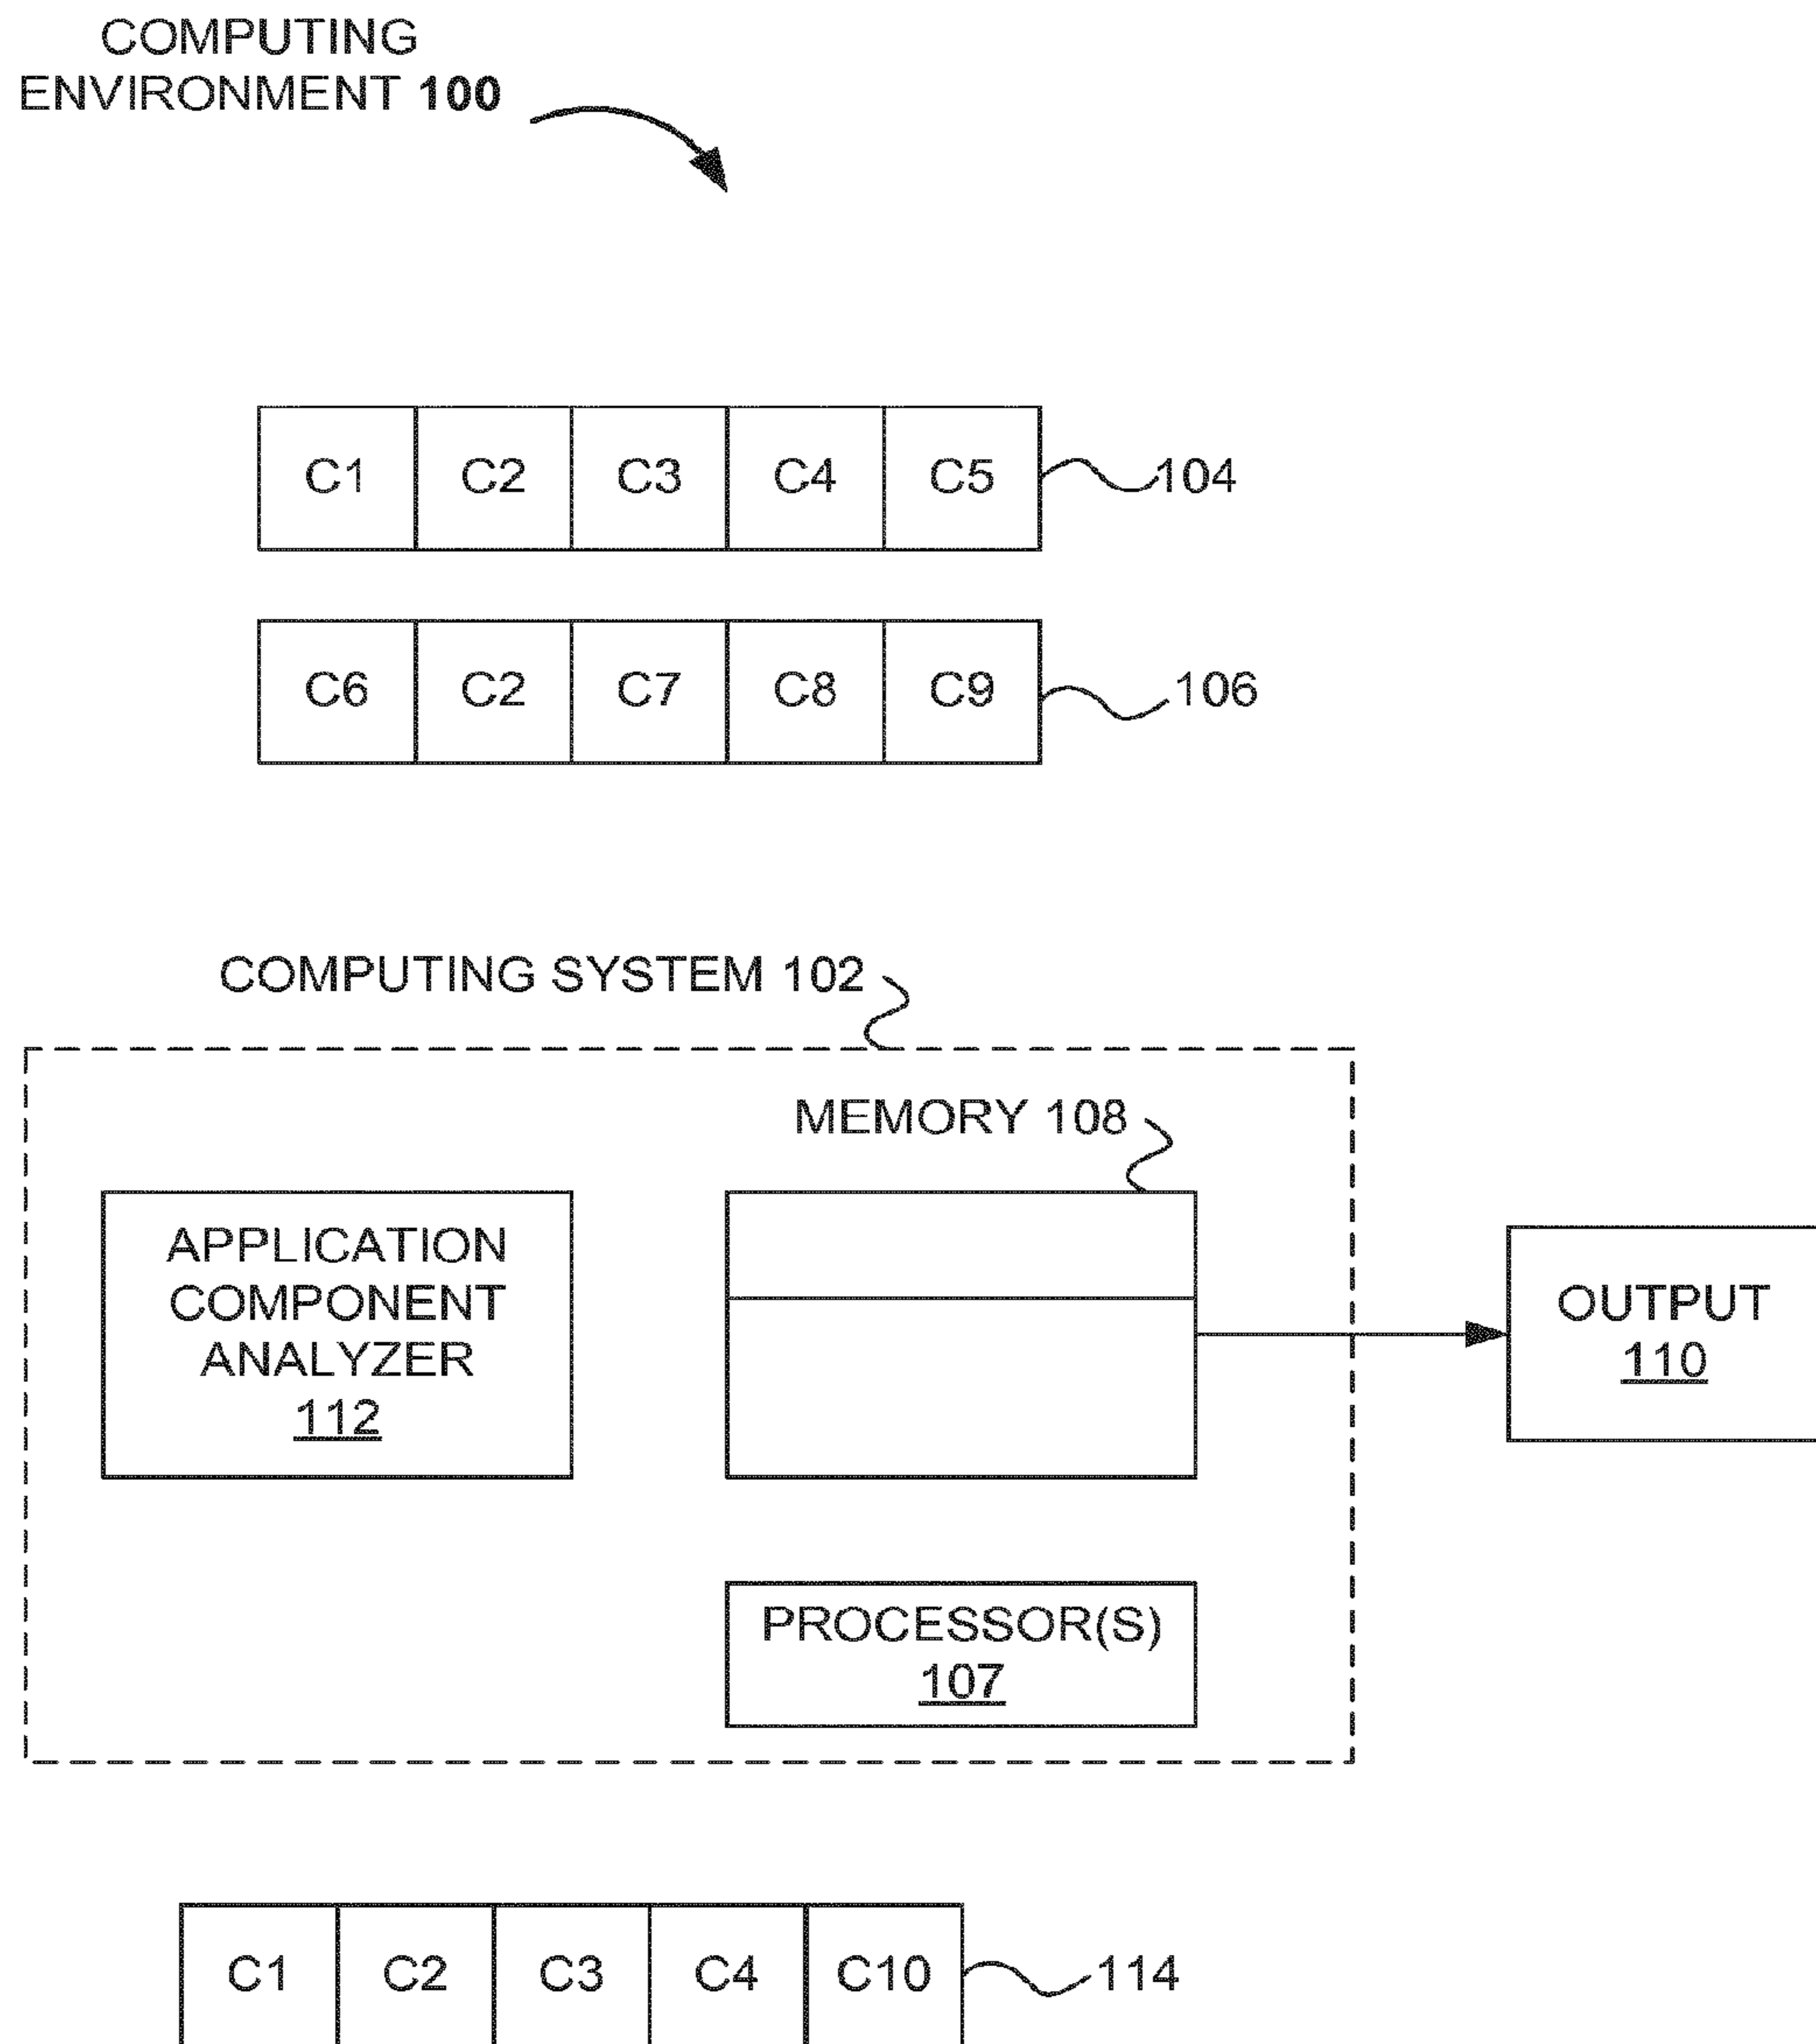 COMPUTING
ENVIRONMENT 100
C1 C2 C3 C4 C5 104
C6 C2 C7 C8 C9 106
COMPUTING SYSTEM 102
MEMORY 108
APPLICATION
COMPONENT
ANALYZER
112
OUTPUT
110
PROCESSOR(S)
107
C1 C2 C3 C4 C10 114